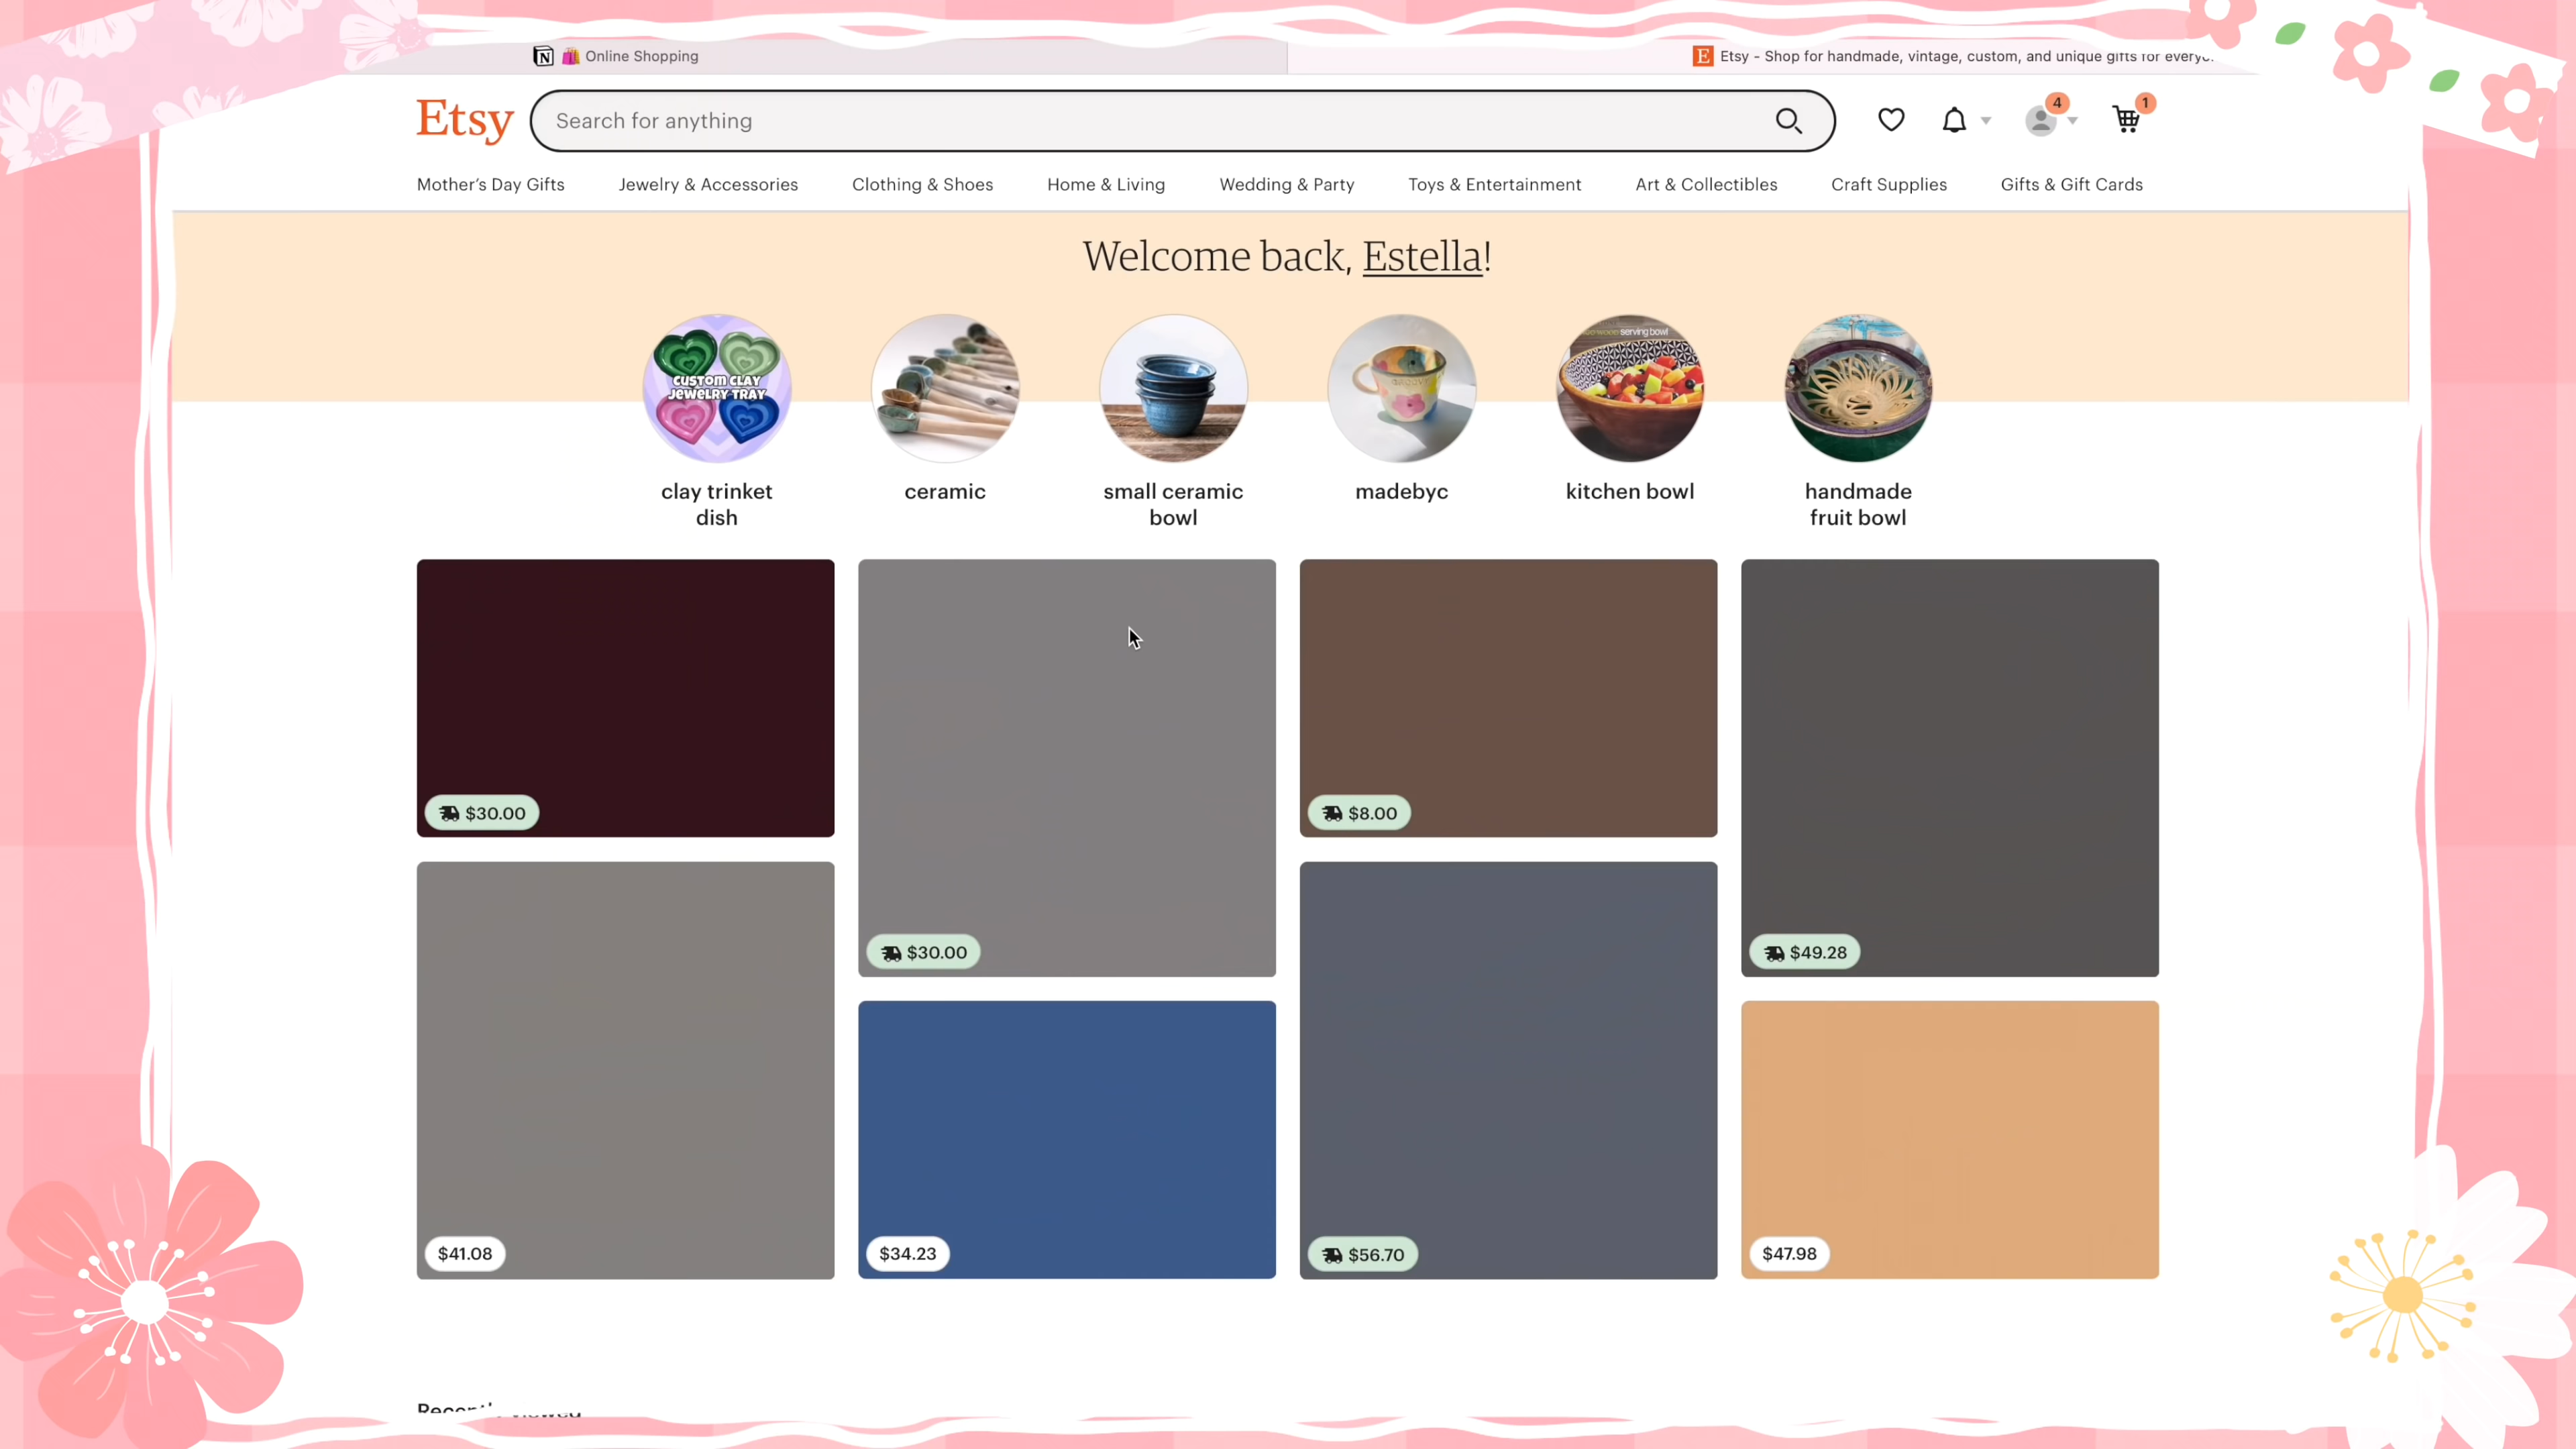 Online Shopping
Etsy - Shop for handmade, vintage, custom, and unique gifts for everyo
Etsy
Search for anything
4
1
Mother's Day Gifts
Jewelry & Accessories
Clothing & Shoes
Home & Living
Wedding & Party
Toys & Entertainment
Art & Collectibles
Craft Supplies
Gifts & Gift Cards
Welcome back, Estella!
CUSTOM CLAY
JEWELRY TRAY
serving bowl
clay trinket
dish
ceramic
small ceramic
bowl
madebyc
kitchen bowl
handmade
fruit bowl
$30.00
$30.00
$8.00
$49.28
$41.08
$34.23
$56.70
$47.98